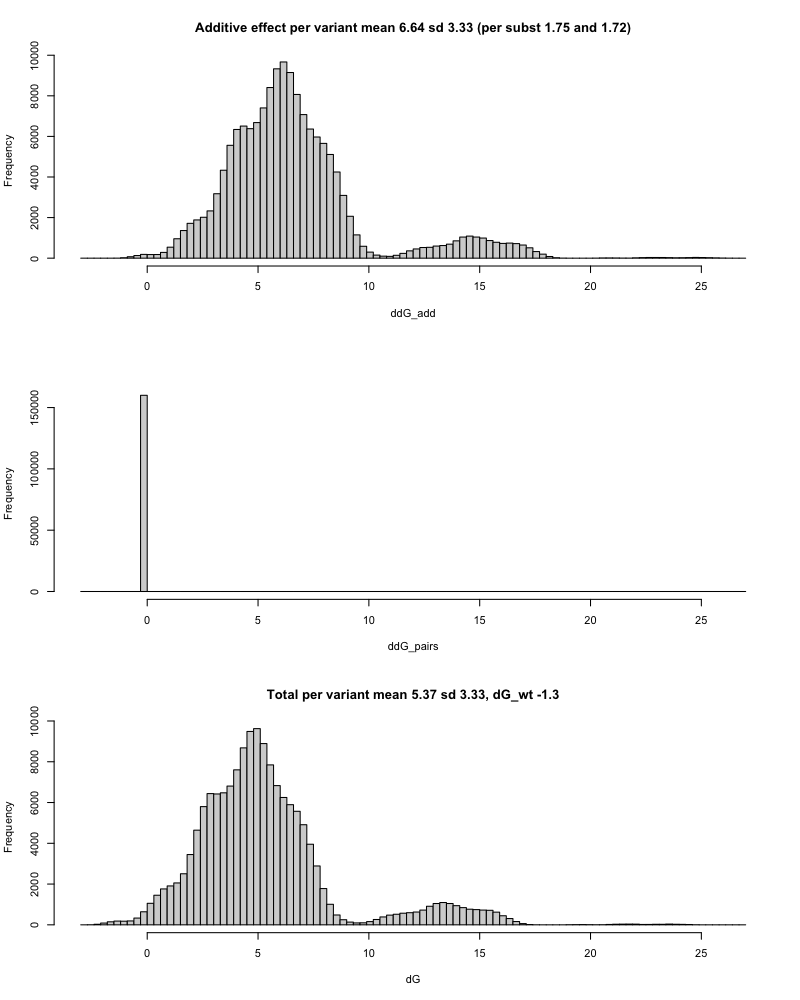 Additive effect per variant mean 6.64 sd 3.33 (per subst 1.75 and 1.72)
Frequency
10000
8000
6000
4000
2000
0
0 5 10 15 20 25
ddG_add
Frequency
150000
100000
50000
0
0 5 10 15 20 25
ddG_pairs
Total per variant mean 5.37 sd 3.33, dG_wt -1.3
Frequency
10000
8000
6000
4000
2000
0
0 5 10 15 20 25
dG